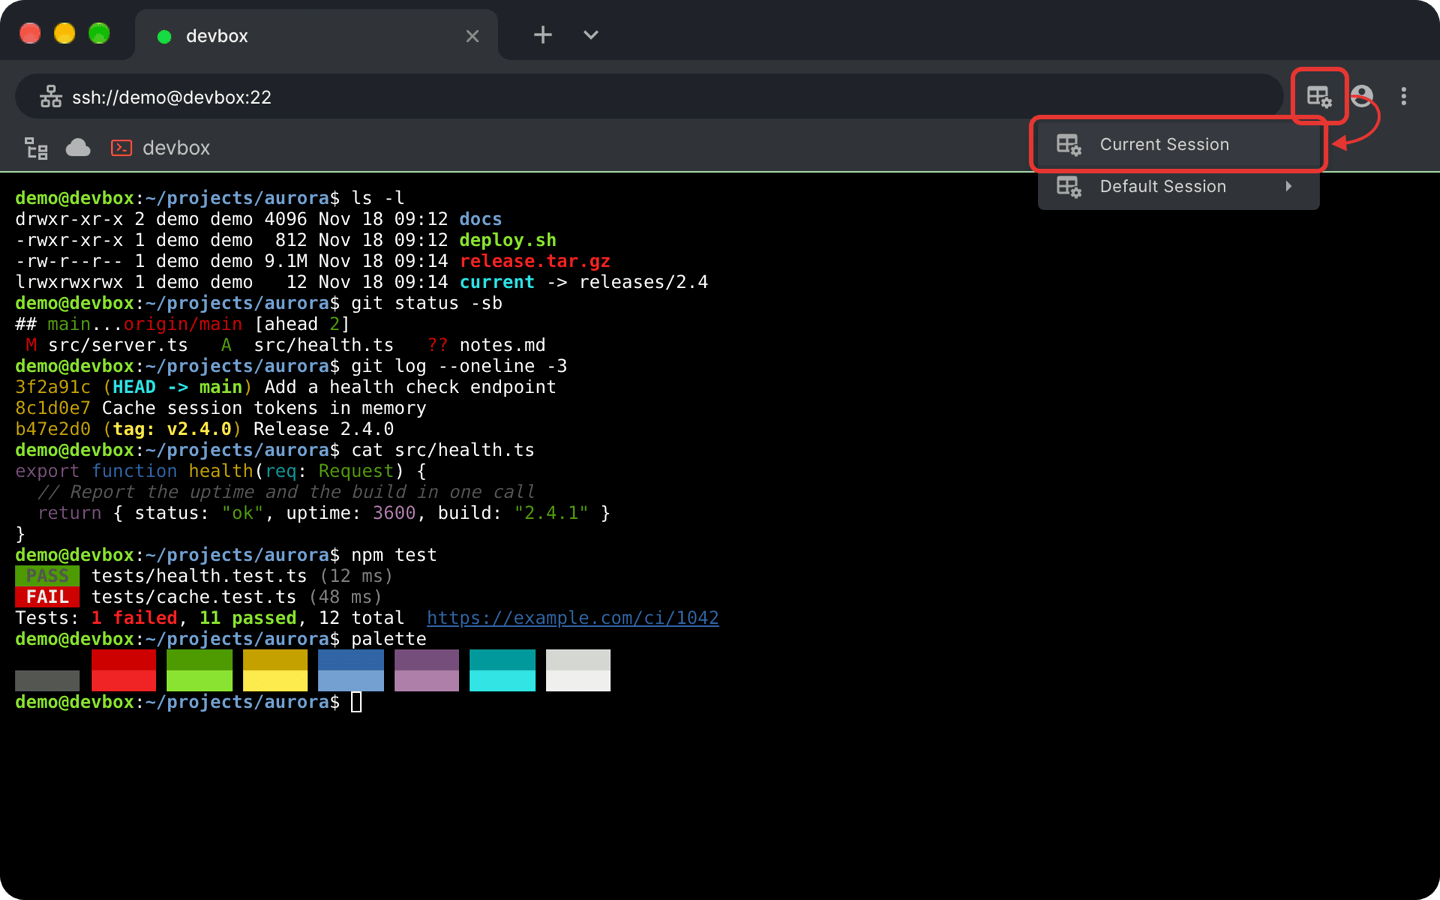 devbox
ssh://demo@devbox:22
devbox
Current Session
Default Session
demo@devbox:~/projects/aurora$ ls -l
drwxr-xr-x 2 demo demo 4096 Nov 18 09:12 docs
-rwxr-xr-x 1 demo demo  812 Nov 18 09:12 deploy.sh
-rw-r--r-- 1 demo demo 9.1M Nov 18 09:14 release.tar.gz
lrwxrwxrwx 1 demo demo   12 Nov 18 09:14 current -> releases/2.4
demo@devbox:~/projects/aurora$ git status -sb
## main...origin/main [ahead 2]
 M src/server.ts   A  src/health.ts   ?? notes.md
demo@devbox:~/projects/aurora$ git log --oneline -3
3f2a91c (HEAD -> main) Add a health check endpoint
8c1d0e7 Cache session tokens in memory
b47e2d0 (tag: v2.4.0) Release 2.4.0
demo@devbox:~/projects/aurora$ cat src/health.ts
export function health(req: Request) {
  // Report the uptime and the build in one call
  return { status: "ok", uptime: 3600, build: "2.4.1" }
}
demo@devbox:~/projects/aurora$ npm test
 PASS  tests/health.test.ts (12 ms)
 FAIL  tests/cache.test.ts (48 ms)
Tests: 1 failed, 11 passed, 12 total  https://example.com/ci/1042
demo@devbox:~/projects/aurora$ palette
demo@devbox:~/projects/aurora$